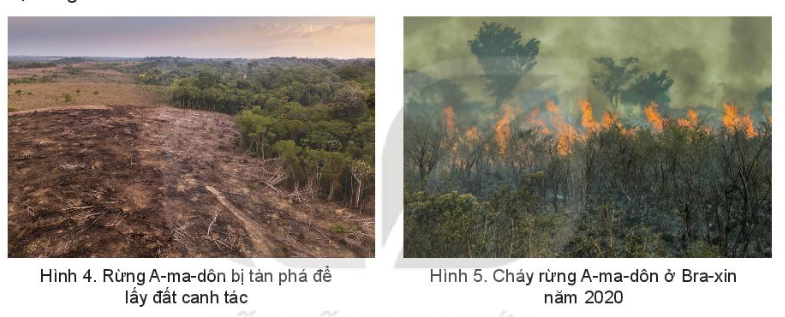 Hình 4. Rừng A-ma-dôn bị tàn phá để
lấy đất canh tác
Hình 5. Cháy rừng A-ma-dôn ở Bra-xin
năm 2020